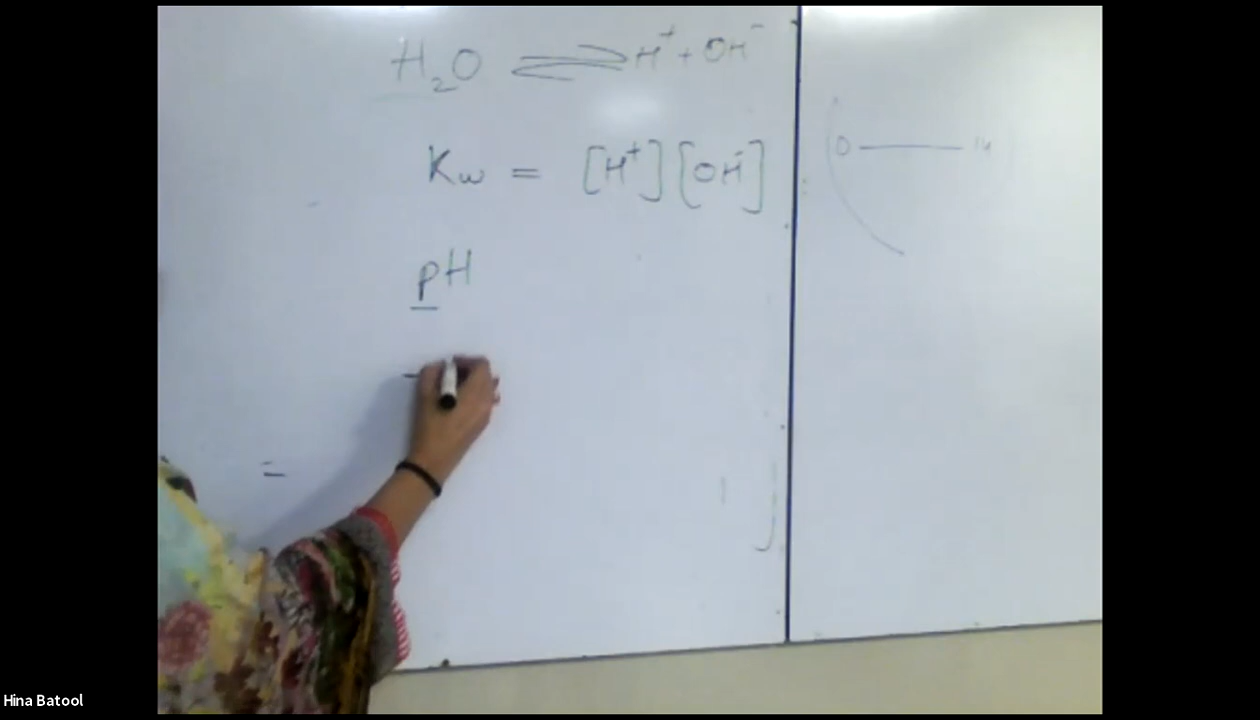 H₂O ⇌ H⁺ + OH⁻
Kw = [H⁺] [OH⁻]
0 — 14
pH
-
=
Hina Batool